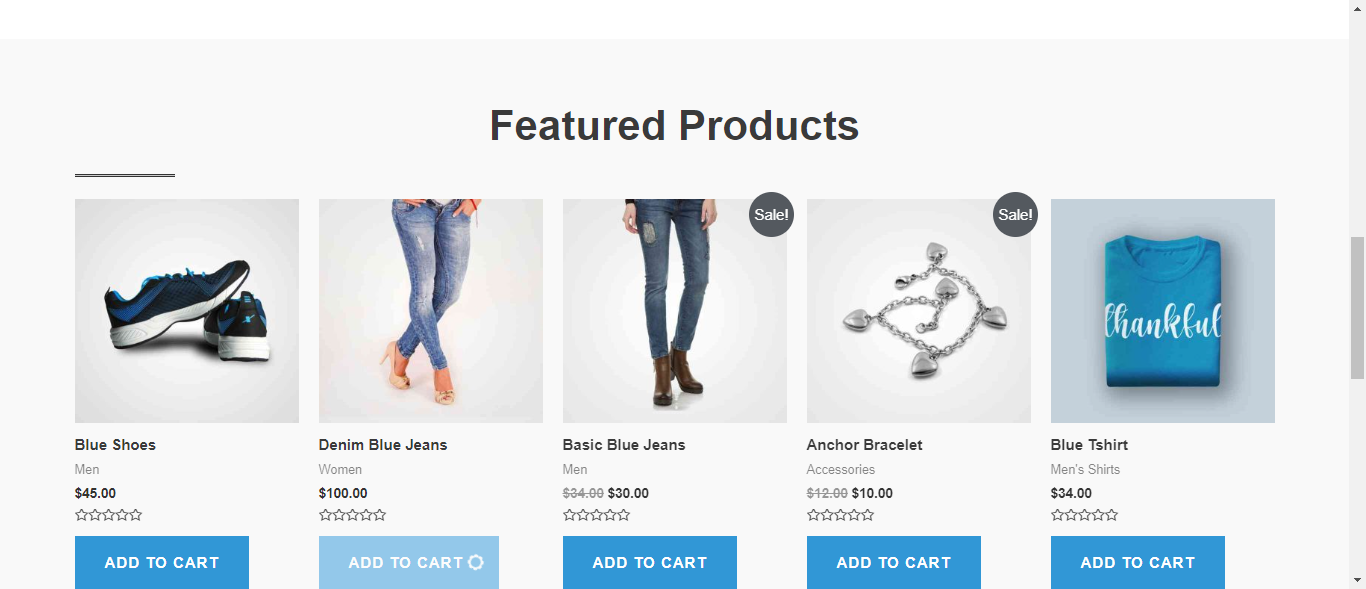 Featured Products
Sale!
Sale!
thankful
Blue Shoes
Men
$45.00
ADD TO CART
Denim Blue Jeans
Women
$100.00
ADD TO CART
Basic Blue Jeans
Men
$34.00 $30.00
ADD TO CART
Anchor Bracelet
Accessories
$12.00 $10.00
ADD TO CART
Blue Tshirt
Men's Shirts
$34.00
ADD TO CART